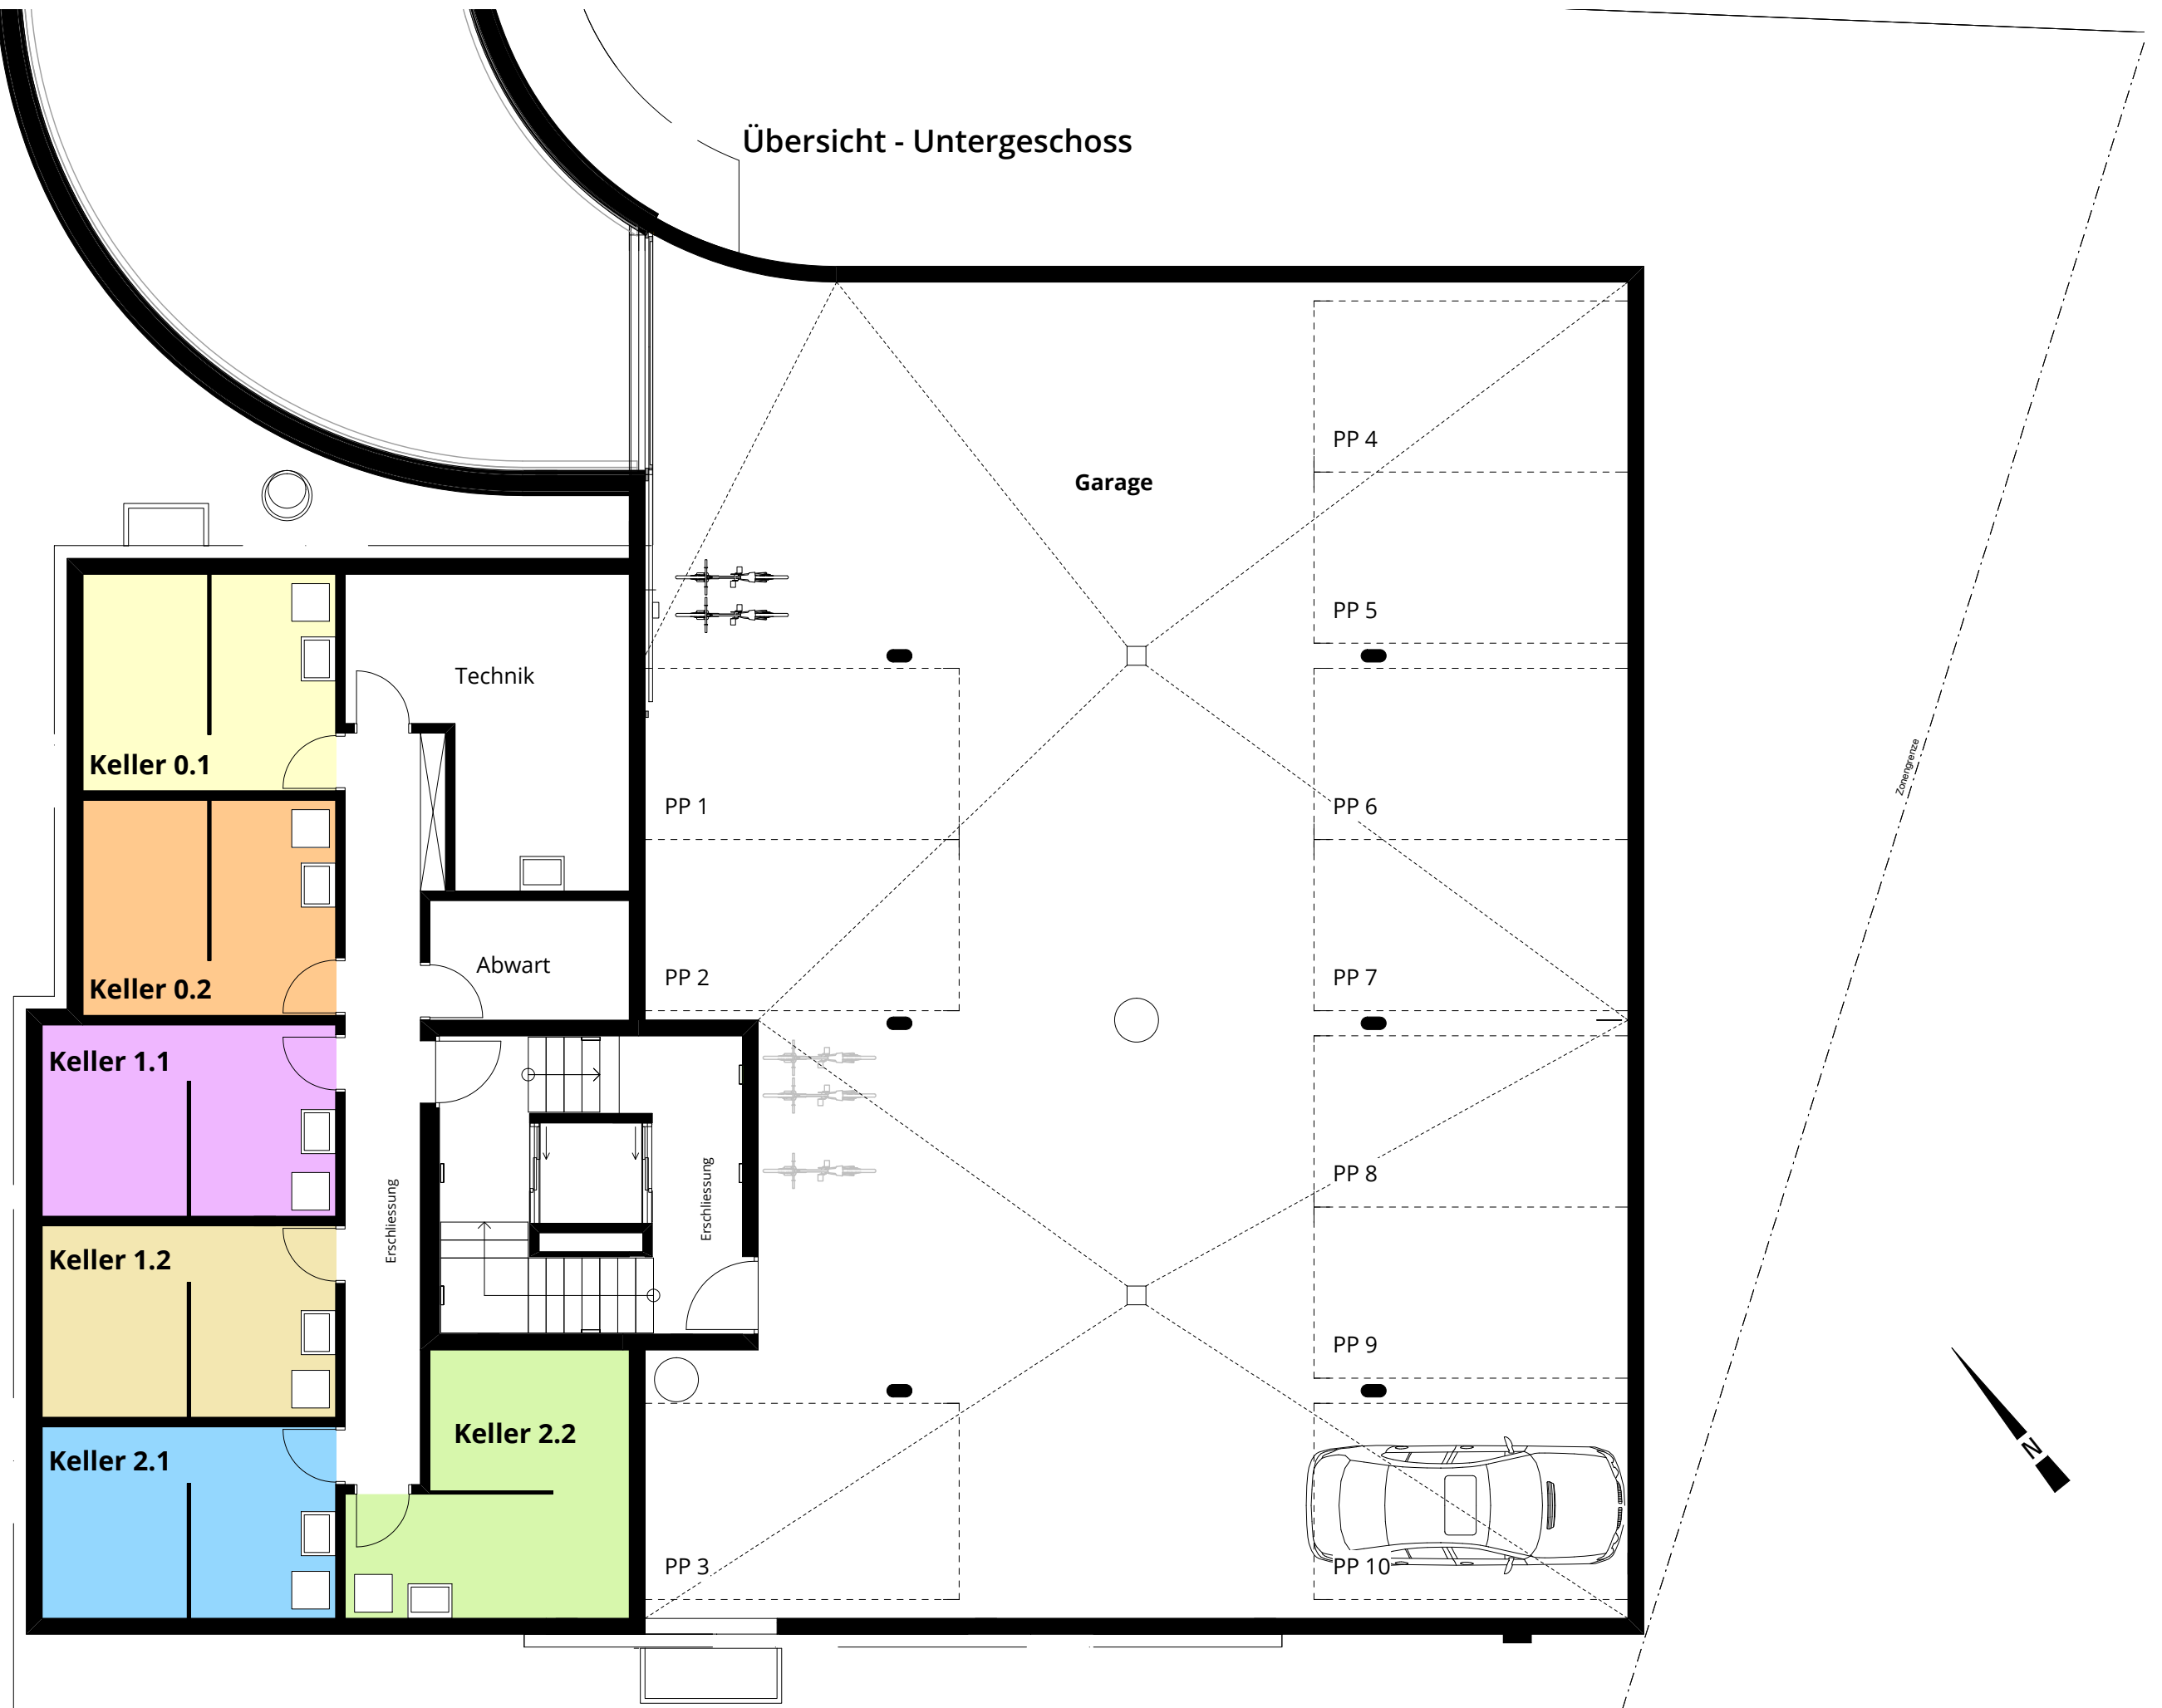 Übersicht - Untergeschoss
PP 4
Garage
PP 5
Technik
Keller 0.1
Zonengrenze
PP 1
PP 6
Abwart
PP 2
PP 7
Keller 0.2
Keller 1.1
PP 8
Erschliessung
Erschliessung
Keller 1.2
PP 9
Keller 2.2
Keller 2.1
N
PP 3
PP 10